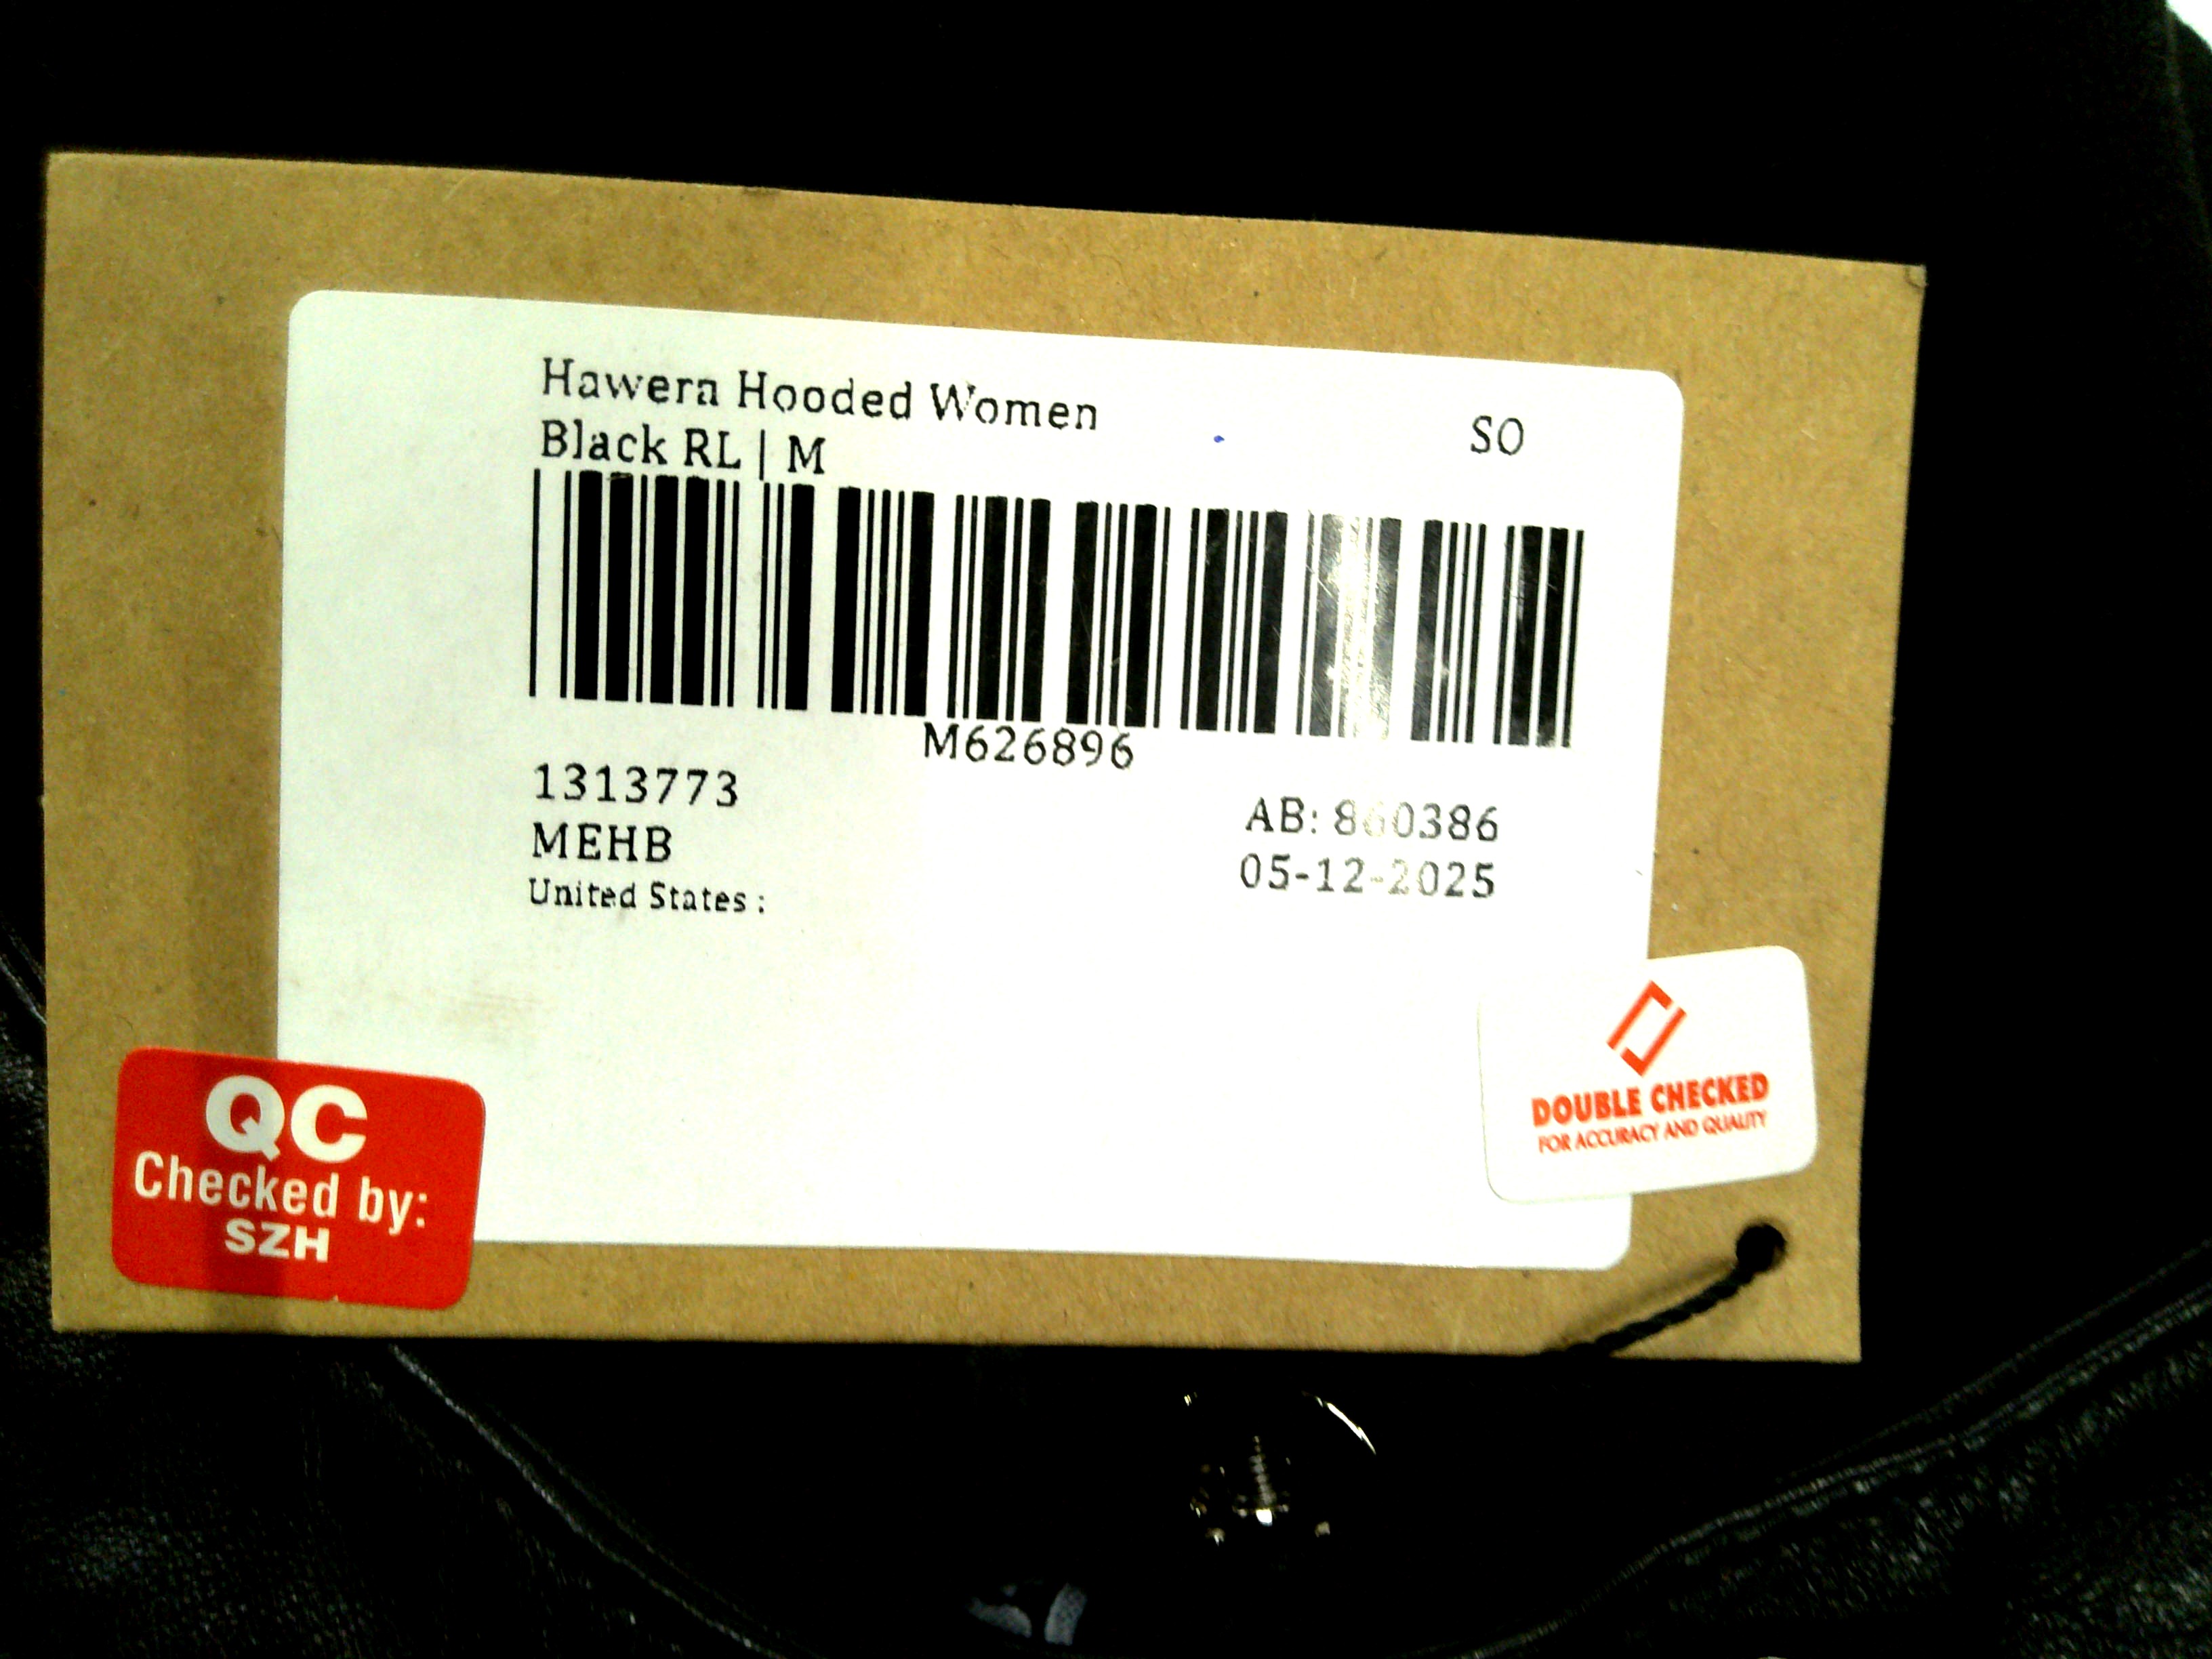 Hawera Hooded Women
SO
Black RL | M
M626896
1313773
AB: 860386
MEHB
05-12-2025
United States :
QC
Checked by:
SZH
DOUBLE CHECKED
FOR ACCURACY AND QUALITY